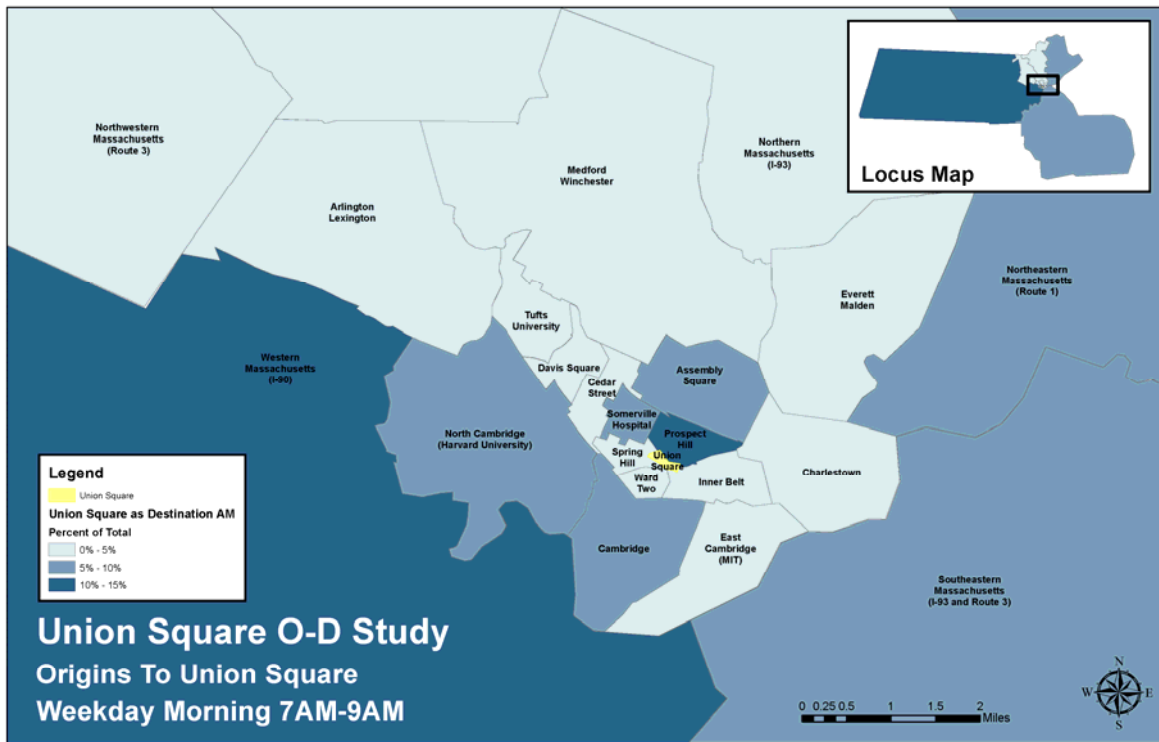 Locus Map
Northwestern
Massachusetts
(Route 3)
Northern
Massachusetts
(I-93)
Medford
Winchester
Arlington
Lexington
Northeastern
Massachusetts
(Route 1)
Everett
Malden
Tufts
University
Western
Massachusetts
(I-90)
Davis Square
Assembly
Square
Cedar
Street
Somerville
Hospital
North Cambridge
(Harvard University)
Prospect
Hill
Spring
Hill
Union
Square
Ward
Two
Inner Belt
Charlestown
Cambridge
East
Cambridge
(MIT)
Southeastern
Massachusetts
(I-93 and Route 3)
Legend
Union Square
Union Square as Destination AM
Percent of Total
0% - 5%
5% - 10%
10% - 15%
Union Square O-D Study
Origins To Union Square
Weekday Morning 7AM-9AM
0 0.25 0.5 1 1.5 2
Miles
N
W E
S